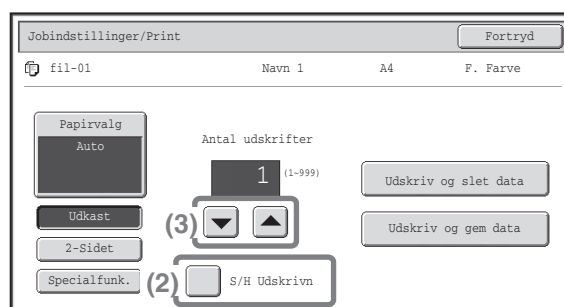 Jobindstillinger/Print Fortryd
fil-01 Navn 1 A4 F. Farve
Papirvalg
Auto
Antal udskrifter
1 (1~999)
Udskriv og slet data
Udkast
(3)
Udskriv og gem data
2-Sidet
Specialfunk.
(2) S/H Udskrivn